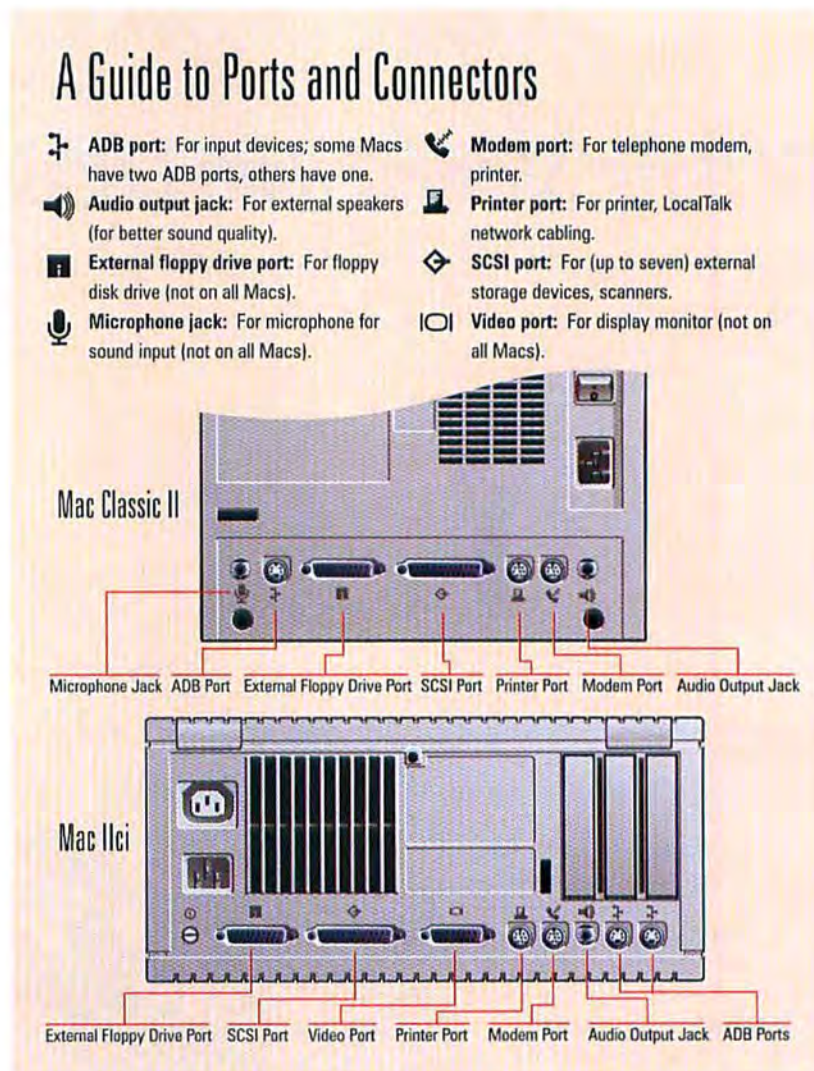 A Guide to Ports and Connectors
ADB port: For input devices; some Macs
have two ADB ports, others have one.
Audio output jack: For external speakers
(for better sound quality).
External floppy drive port: For floppy
disk drive (not on all Macs).
Microphone jack: For microphone for
sound input (not on all Macs).
Modem port: For telephone modem,
printer.
Printer port: For printer, LocalTalk
network cabling.
SCSI port: For (up to seven) external
storage devices, scanners.
Video port: For display monitor (not on
all Macs).
Mac Classic II
Microphone Jack ADB Port External Floppy Drive Port SCSI Port Printer Port Modem Port Audio Output Jack
Mac IIci
External Floppy Drive Port SCSI Port Video Port Printer Port Modem Port Audio Output Jack ADB Ports